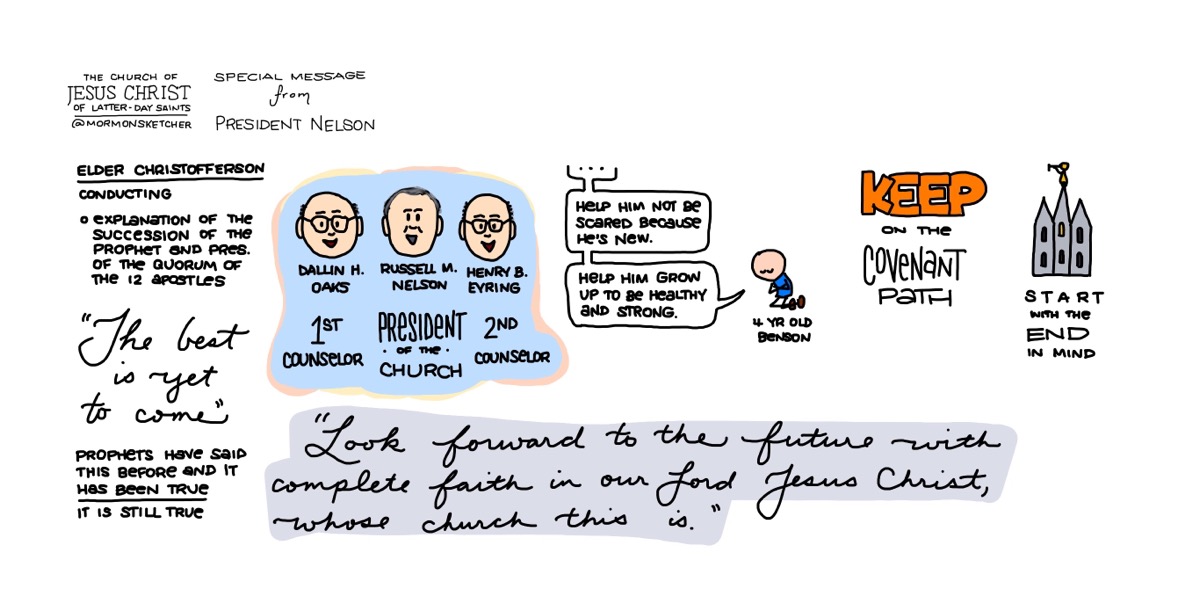 THE CHURCH OF
JESUS CHRIST
OF LATTER-DAY SAINTS
@MORMONSKETCHER
SPECIAL MESSAGE
from
PRESIDENT NELSON
ELDER CHRISTOFFERSON
CONDUCTING
o EXPLANATION OF THE
SUCCESSION OF THE
PROPHET AND PRES.
OF THE QUORUM OF
THE 12 APOSTLES
"The best
is yet
to come"
PROPHETS HAVE SAID
THIS BEFORE AND IT
HAS BEEN TRUE
IT IS STILL TRUE
DALLIN H.
OAKS
1ST
COUNSELOR
RUSSELL M.
NELSON
PRESIDENT
· OF THE ·
CHURCH
HENRY B.
EYRING
2ND
COUNSELOR
...
HELP HIM NOT BE
SCARED BECAUSE
HE'S NEW.
HELP HIM GROW
UP TO BE HEALTHY
AND STRONG.
4 YR OLD
BENSON
KEEP
ON THE
COVENANT
PATH
START
WITH THE
END
IN MIND
"Look forward to the future with
complete faith in our Lord Jesus Christ,
whose church this is."